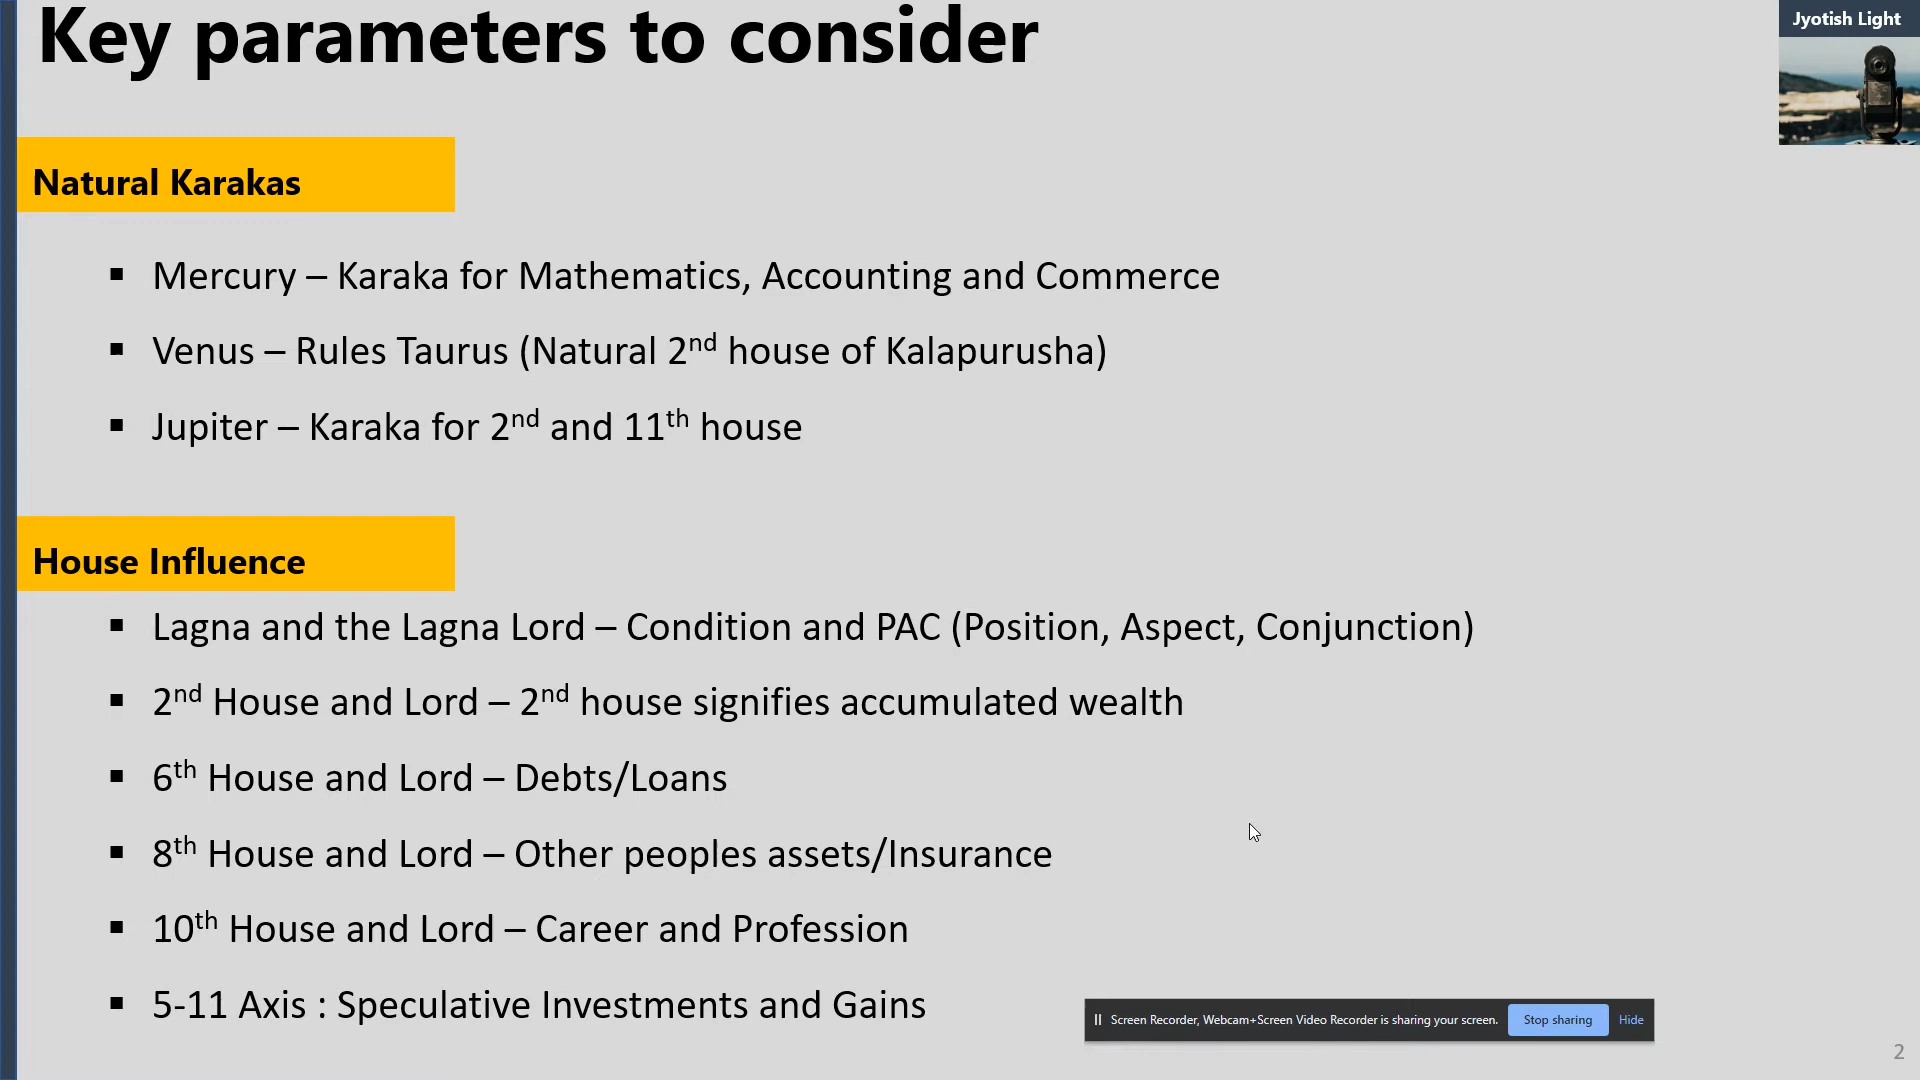 Key parameters to consider
Jyotish Light
Natural Karakas
▪ Mercury – Karaka for Mathematics, Accounting and Commerce
▪ Venus – Rules Taurus (Natural 2nd house of Kalapurusha)
▪ Jupiter – Karaka for 2nd and 11th house
House Influence
▪ Lagna and the Lagna Lord – Condition and PAC (Position, Aspect, Conjunction)
▪ 2nd House and Lord – 2nd house signifies accumulated wealth
▪ 6th House and Lord – Debts/Loans
▪ 8th House and Lord – Other peoples assets/Insurance
▪ 10th House and Lord – Career and Profession
▪ 5-11 Axis : Speculative Investments and Gains
Screen Recorder, Webcam+Screen Video Recorder is sharing your screen. Stop sharing Hide
2